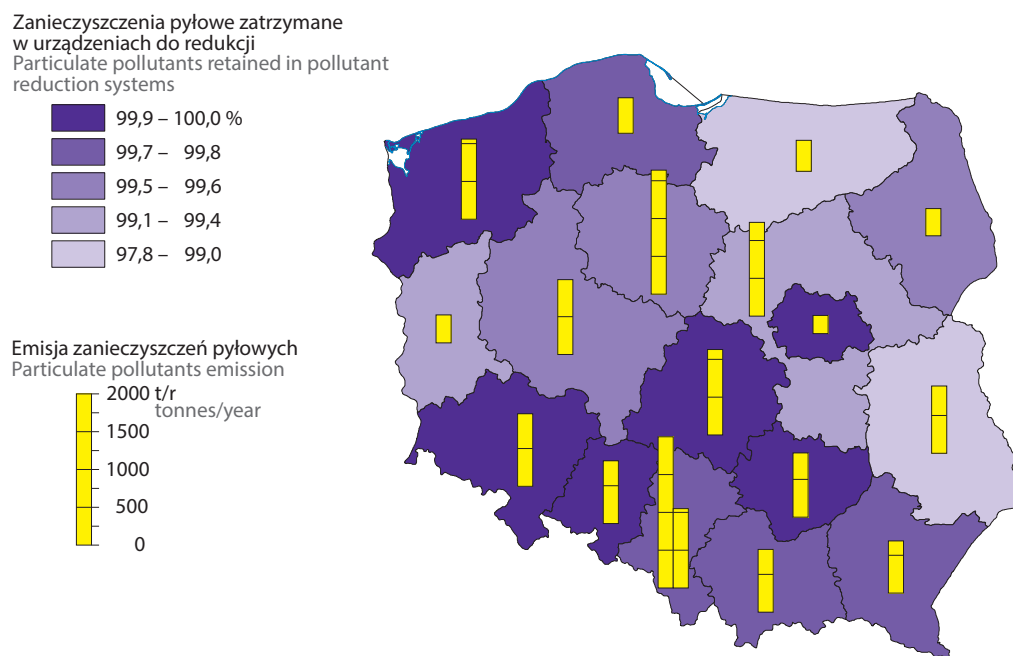 Zanieczyszczenia pyłowe zatrzymane
w urządzeniach do redukcji
Particulate pollutants retained in pollutant
reduction systems
99,9 – 100,0 %
99,7 – 99,8
99,5 – 99,6
99,1 – 99,4
97,8 – 99,0
Emisja zanieczyszczeń pyłowych
Particulate pollutants emission
2000 t/r
tonnes/year
1500
1000
500
0